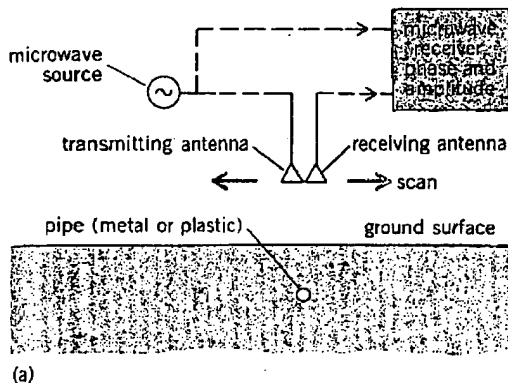 microwave
receiver
phase and
amplitude
microwave
source
transmitting antenna
receiving antenna
scan
pipe (metal or plastic)
ground surface
(a)